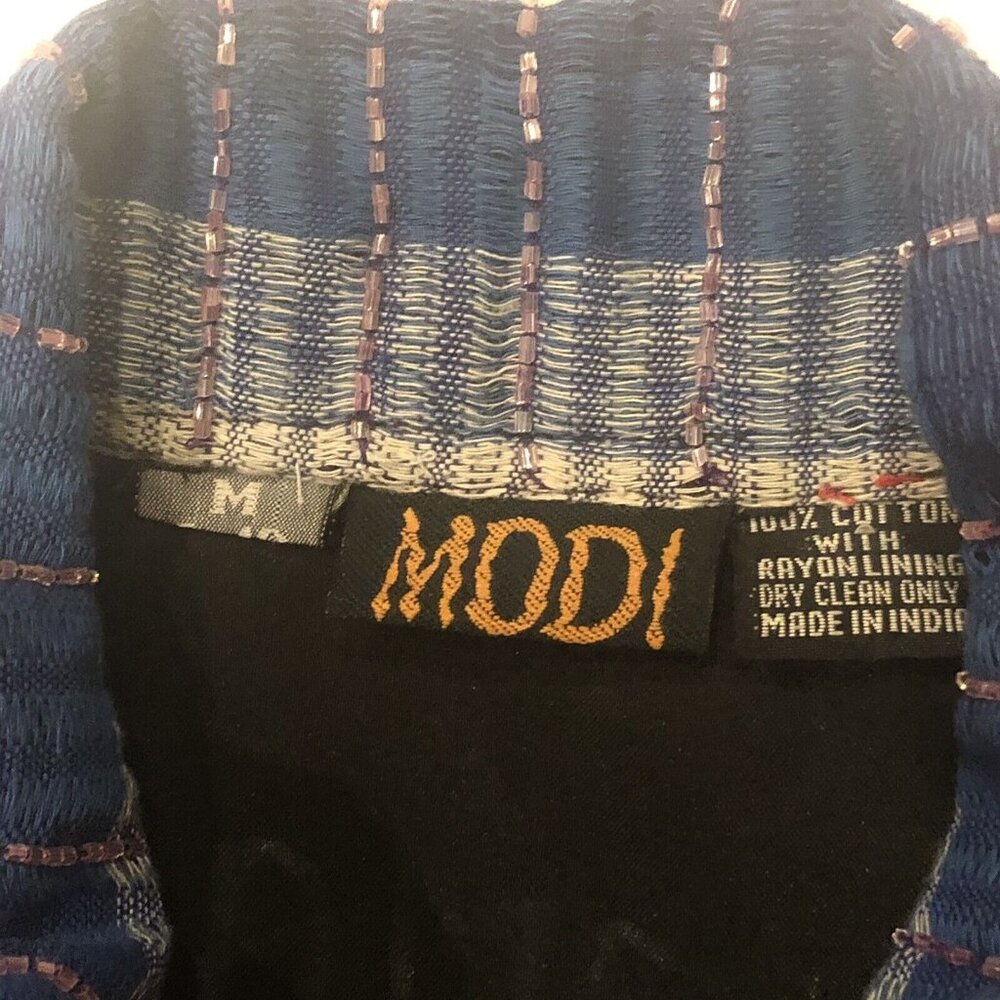 M
MODI
100% COTTON
WITH
RAYON LINING
DRY CLEAN ONLY
MADE IN INDIA